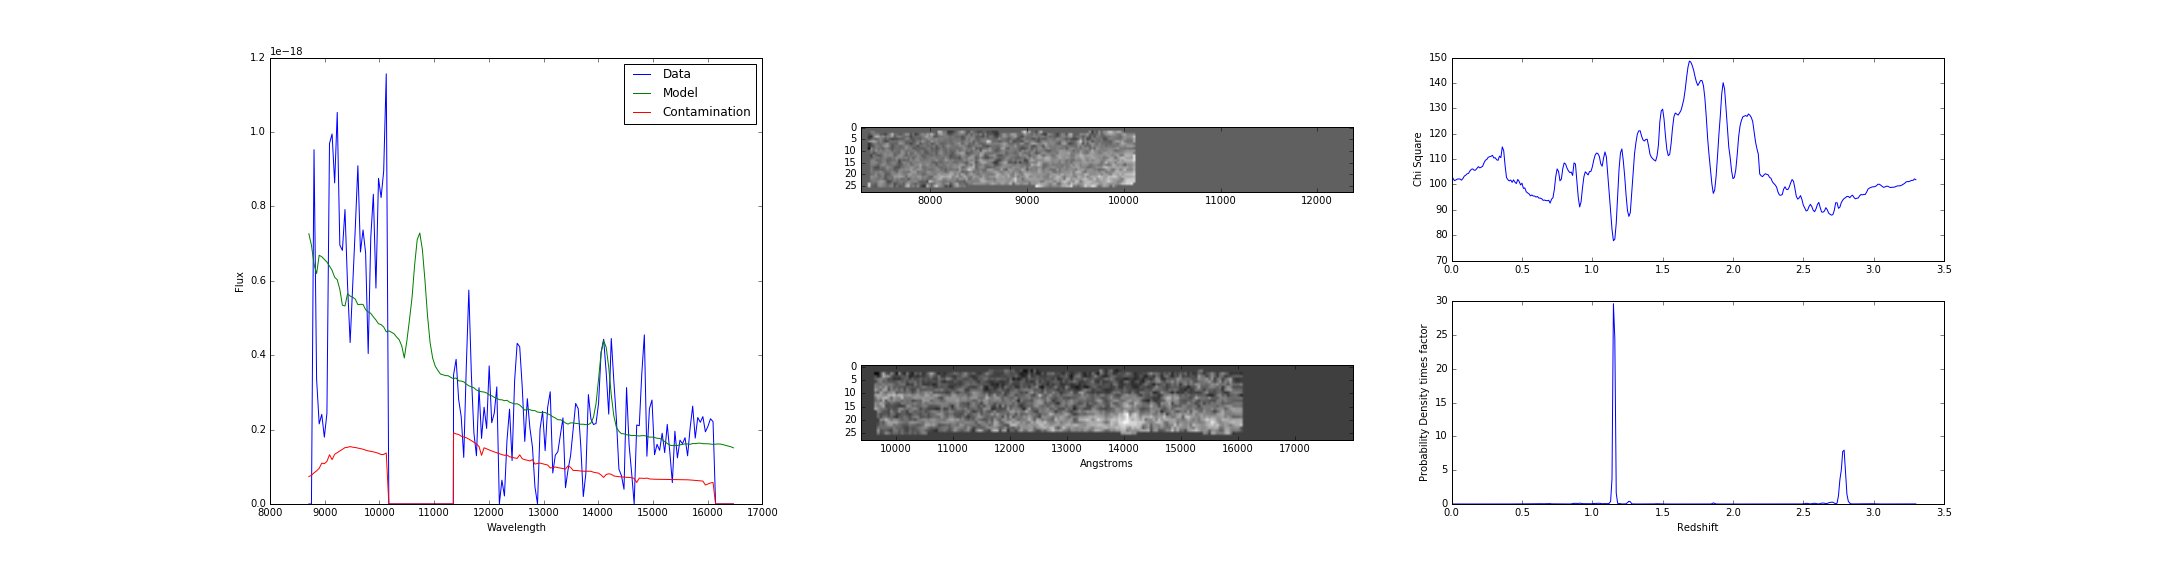 1e−18
1.2
1.0
0.8
0.6
0.4
0.2
0.0
Flux
8000 9000 10000 11000 12000 13000 14000 15000 16000 17000
Wavelength
Data
Model
Contamination
0
5
10
15
20
25
8000 9000 10000 11000 12000
0
5
10
15
20
25
10000 11000 12000 13000 14000 15000 16000 17000
Angstroms
150
140
130
120
110
100
90
80
70
Chi Square
0.0 0.5 1.0 1.5 2.0 2.5 3.0 3.5
30
25
20
15
10
5
0
Probability Density times factor
0.0 0.5 1.0 1.5 2.0 2.5 3.0 3.5
Redshift